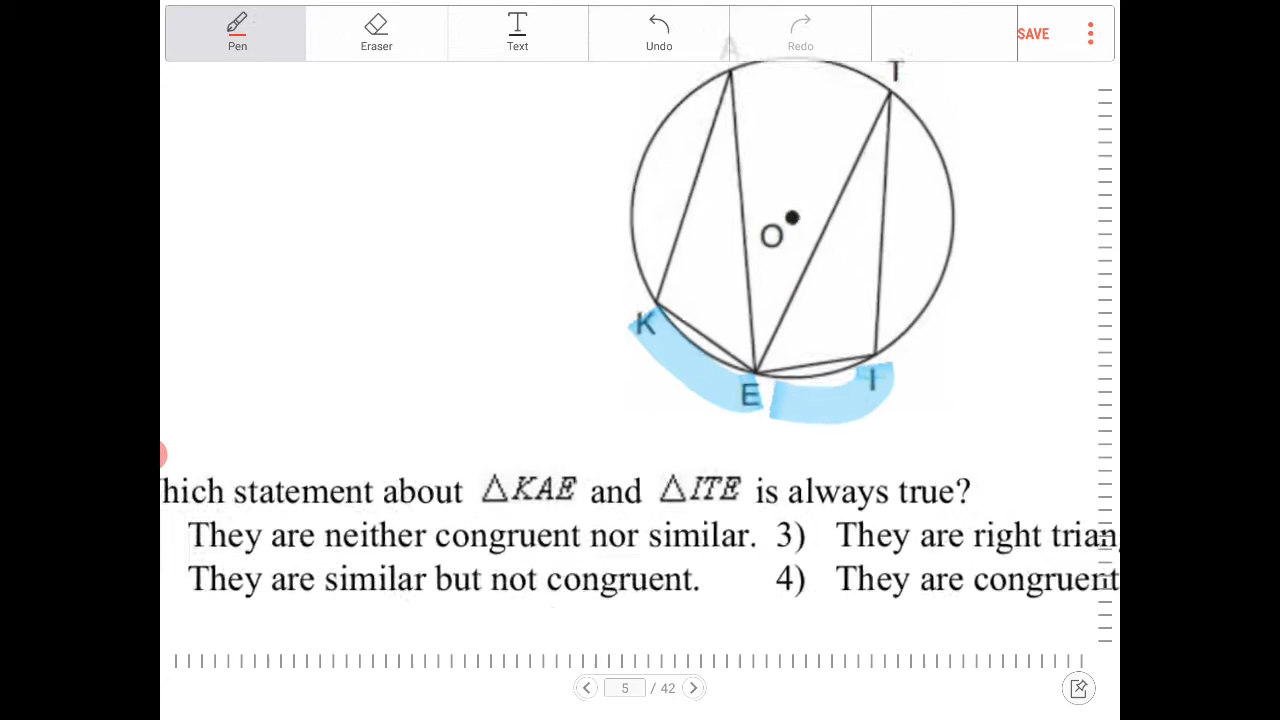 Pen Eraser Text Undo Redo SAVE
A
T
O
K
E
I
hich statement about △KAE and △ITE is always true?
They are neither congruent nor similar. 3) They are right trian
They are similar but not congruent. 4) They are congruent
5 / 42